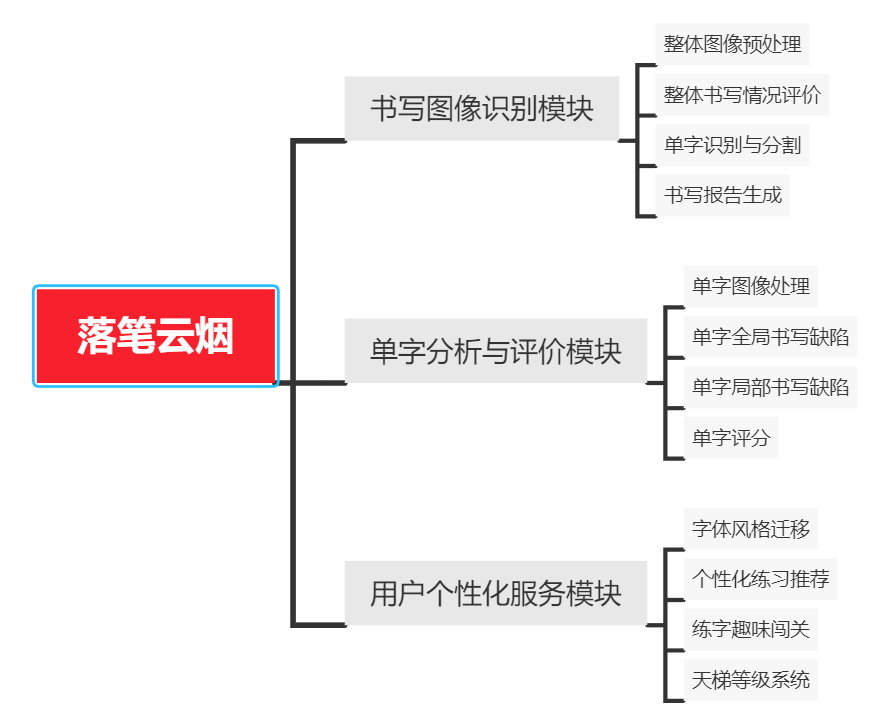 落笔云烟
书写图像识别模块
整体图像预处理
整体书写情况评价
单字识别与分割
书写报告生成
单字分析与评价模块
单字图像处理
单字全局书写缺陷
单字局部书写缺陷
单字评分
用户个性化服务模块
字体风格迁移
个性化练习推荐
练字趣味闯关
天梯等级系统